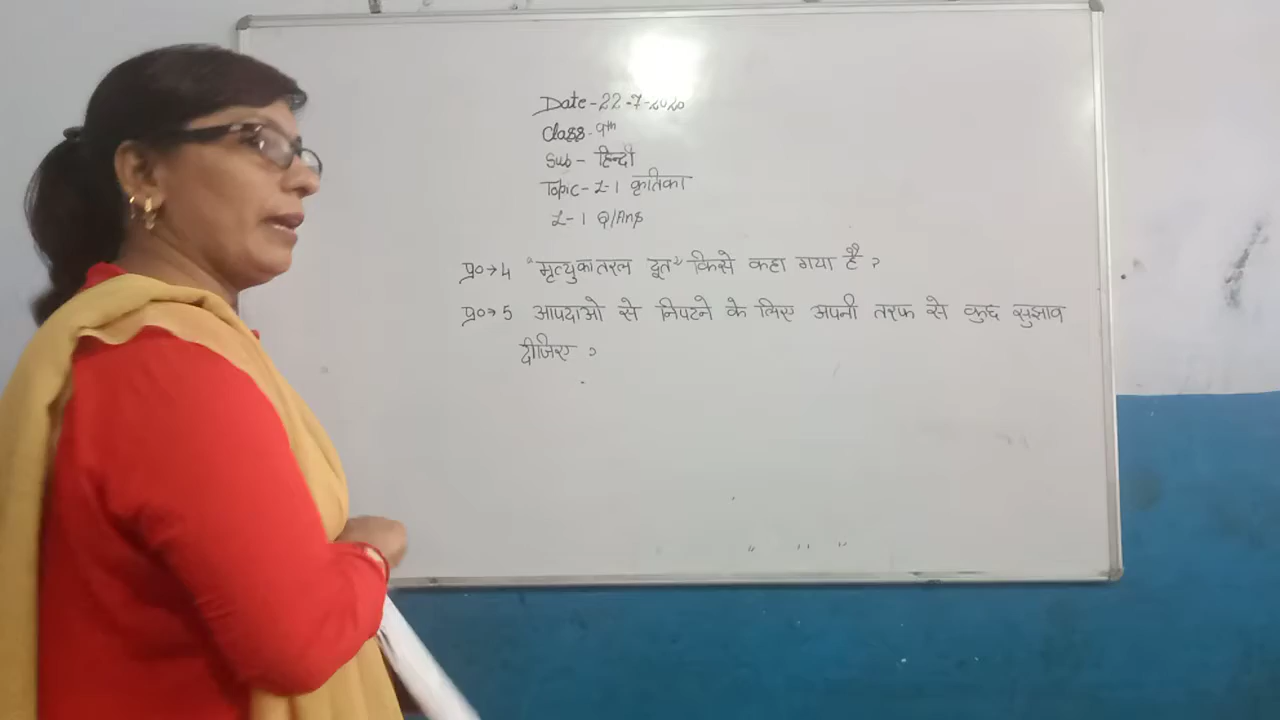 Date-22-7-2020
Class-9th
Sub- हिन्दी
Topic-L-1 कृतिका
L-1 Q/Ans
प्र०→4 "मृत्यु का तरल दूत" किसे कहा गया है ?
प्र०→5 आपदाओ से निपटने के लिए अपनी तरफ से कुछ सुझाव
दीजिए ?